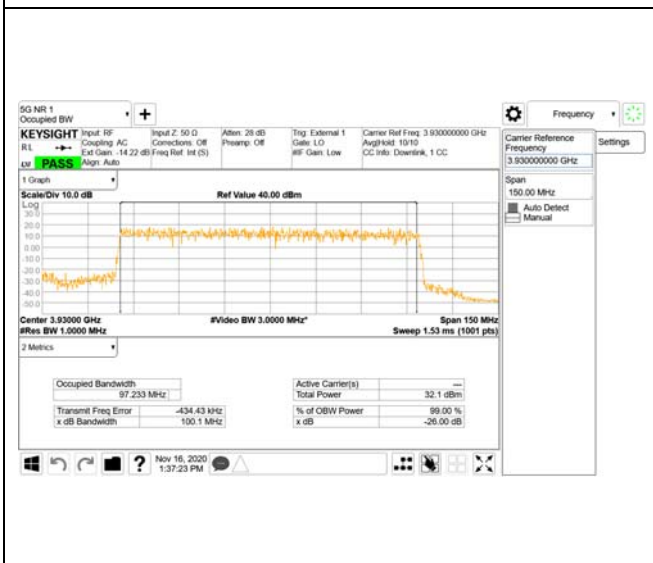 5G NR 1
Occupied BW
Frequency
KEYSIGHT Input: RF Input Z: 50 Ω Atten: 28 dB Trig: External 1 Carrier Ref Freq: 3.930000000 GHz
RL Coupling: AC Corrections: Off Preamp: Off Gate: LO Avg|Hold: 10/10
Ext Gain: -14.22 dB Freq Ref: Int (S) #IF Gain: Low CC Info: Downlink, 1 CC
PASS Align: Auto
Carrier Reference
Frequency
3.930000000 GHz
Settings
Span
150.00 MHz
Auto Detect
Manual
1 Graph
Scale/Div 10.0 dB Ref Value 40.00 dBm
Log
30.0
20.0
10.0
0.00
-10.0
-20.0
-30.0
-40.0
-50.0
Center 3.93000 GHz #Video BW 3.0000 MHz* Span 150 MHz
#Res BW 1.0000 MHz Sweep 1.53 ms (1001 pts)
2 Metrics
Occupied Bandwidth
97.233 MHz
Transmit Freq Error -434.43 kHz
x dB Bandwidth 100.1 MHz
Active Carrier(s) ---
Total Power 32.1 dBm
% of OBW Power 99.00 %
x dB -26.00 dB
Nov 16, 2020
1:37:23 PM